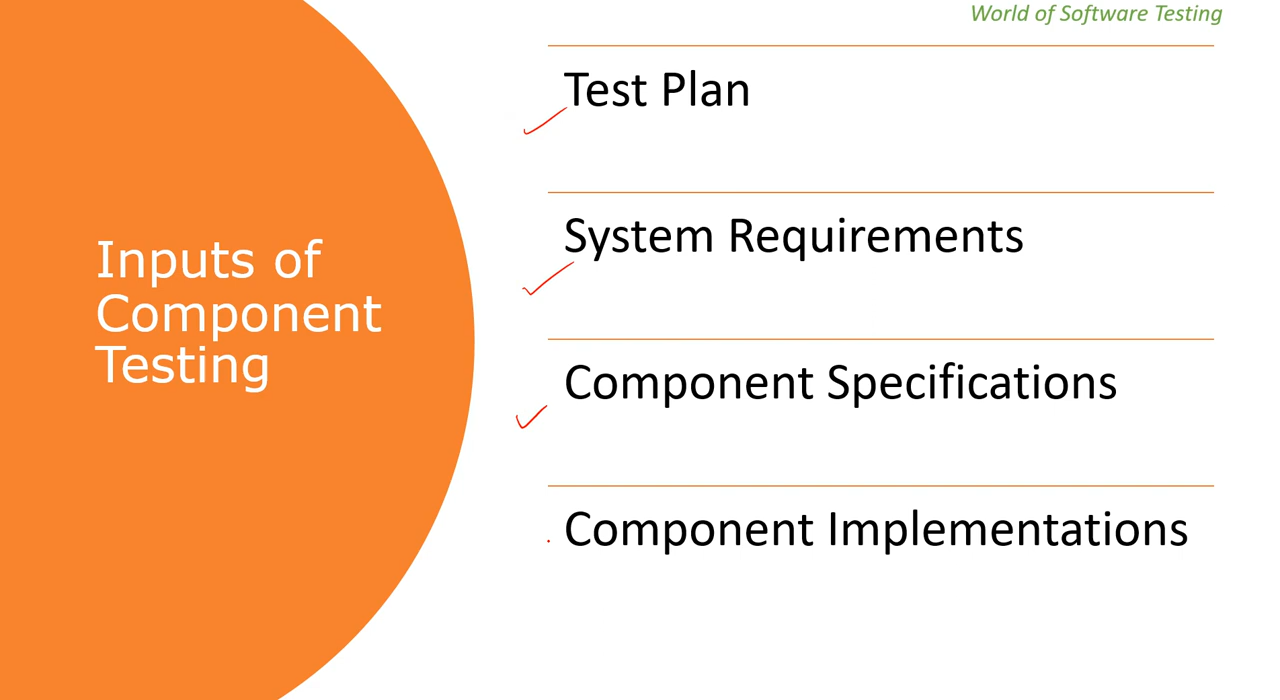 World of Software Testing
Inputs of
Component
Testing
Test Plan
System Requirements
Component Specifications
Component Implementations